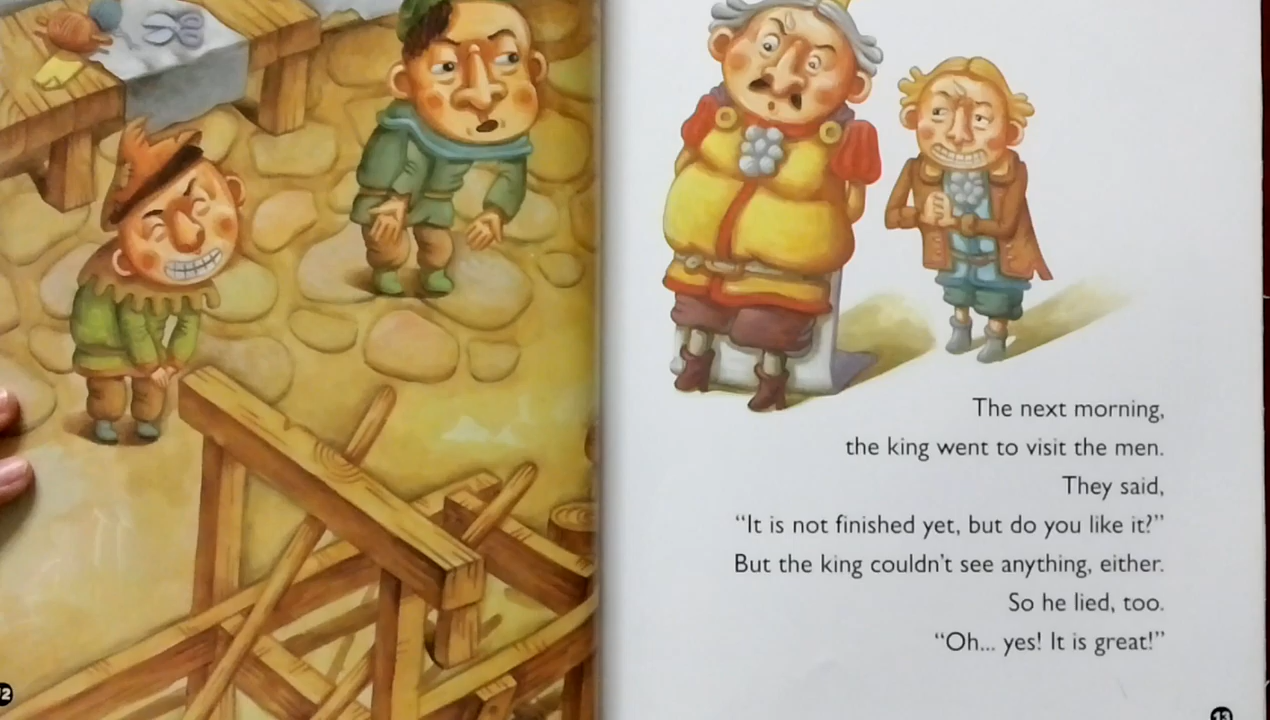 The next morning,
the king went to visit the men.
They said,
“It is not finished yet, but do you like it?”
But the king couldn’t see anything, either.
So he lied, too.
“Oh... yes! It is great!”
12
13